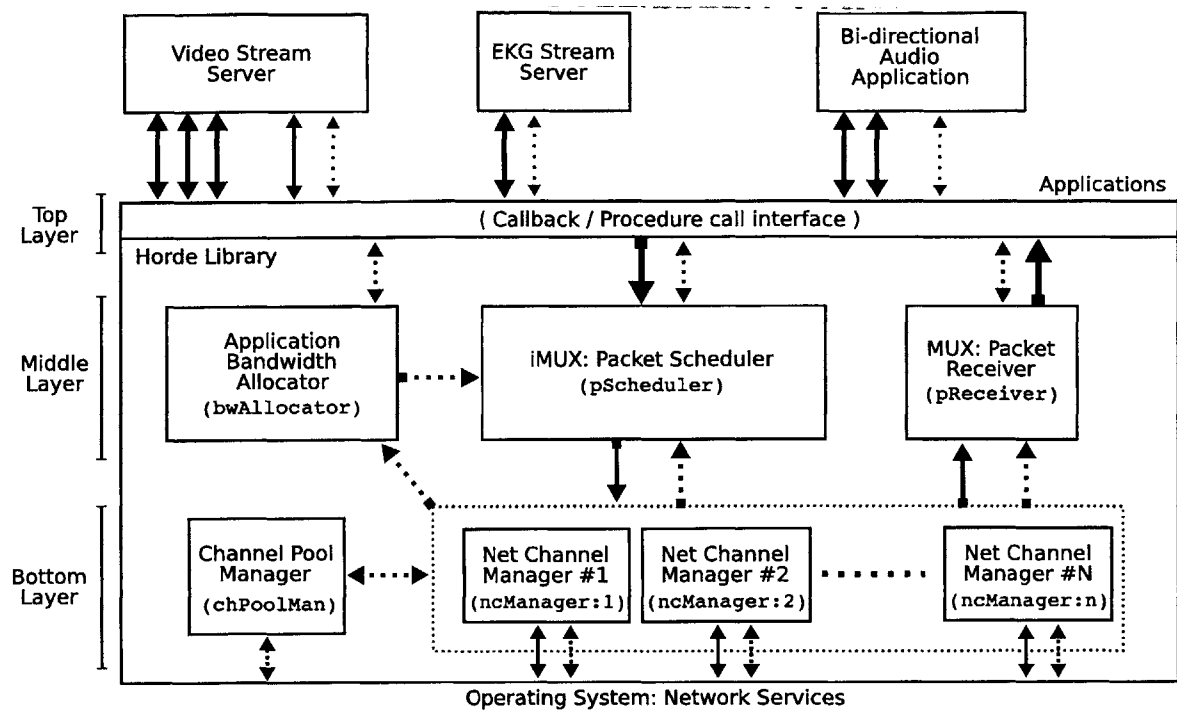 Video Stream
Server
EKG Stream
Server
Bi-directional
Audio
Application
Applications
Top
Layer
( Callback / Procedure call interface )
Horde Library
Middle
Layer
Application
Bandwidth
Allocator
(bwAllocator)
iMUX: Packet Scheduler
(pScheduler)
MUX: Packet
Receiver
(pReceiver)
Bottom
Layer
Channel Pool
Manager
(chPoolMan)
Net Channel
Manager #1
(ncManager:1)
Net Channel
Manager #2
(ncManager:2)
Net Channel
Manager #N
(ncManager:n)
Operating System: Network Services